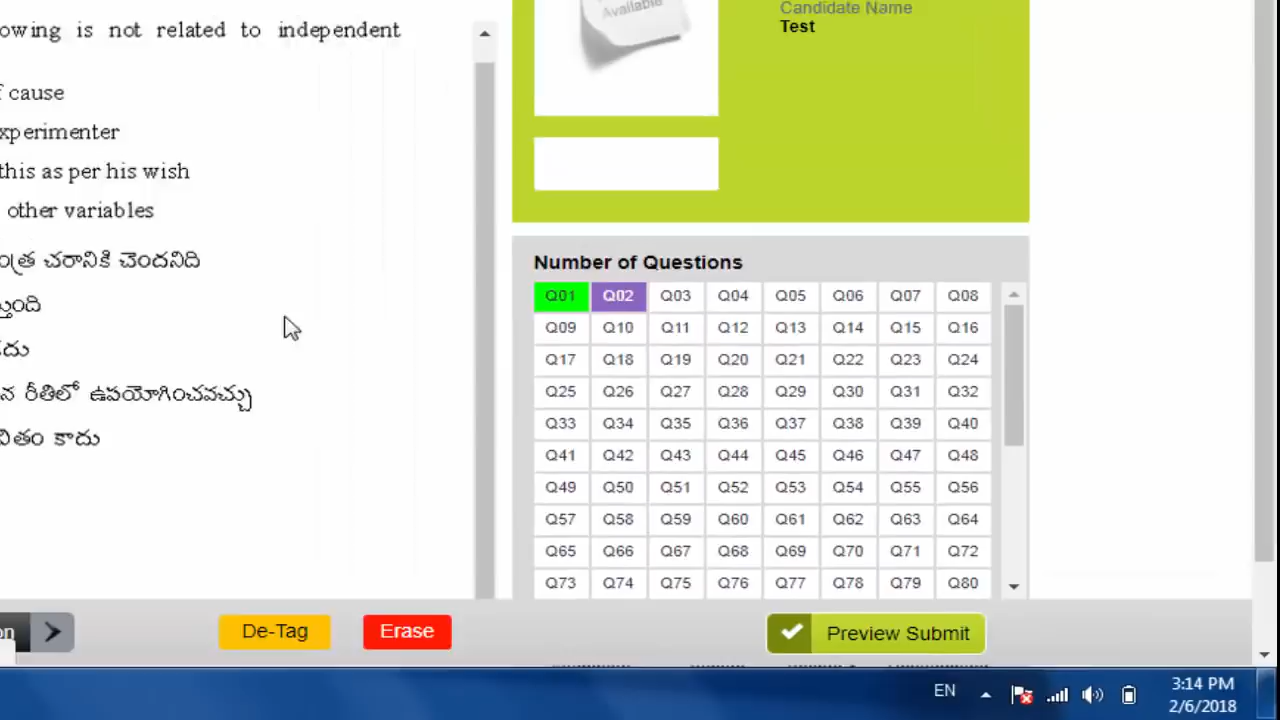 owing is not related to independent
f cause
xperimenter
this as per his wish
other variables
ంత్ర చరానికి చెందనిది
స్తుంది
కదు
న రీతిలో ఉపయోగించవచ్చు
వితం కాదు
Available
Candidate Name
Test
Number of Questions
Q01 Q02 Q03 Q04 Q05 Q06 Q07 Q08
Q09 Q10 Q11 Q12 Q13 Q14 Q15 Q16
Q17 Q18 Q19 Q20 Q21 Q22 Q23 Q24
Q25 Q26 Q27 Q28 Q29 Q30 Q31 Q32
Q33 Q34 Q35 Q36 Q37 Q38 Q39 Q40
Q41 Q42 Q43 Q44 Q45 Q46 Q47 Q48
Q49 Q50 Q51 Q52 Q53 Q54 Q55 Q56
Q57 Q58 Q59 Q60 Q61 Q62 Q63 Q64
Q65 Q66 Q67 Q68 Q69 Q70 Q71 Q72
Q73 Q74 Q75 Q76 Q77 Q78 Q79 Q80
on De-Tag Erase Preview Submit
EN 3:14 PM
2/6/2018